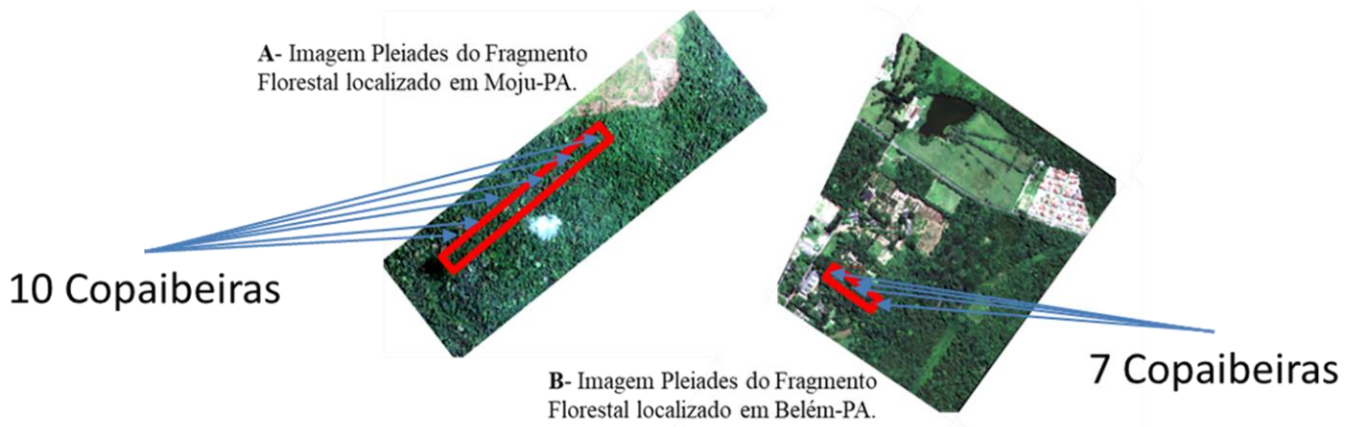 A- Imagem Pleiades do Fragmento
Florestal localizado em Moju-PA.
10 Copaibeiras
7 Copaibeiras
B- Imagem Pleiades do Fragmento
Florestal localizado em Belém-PA.